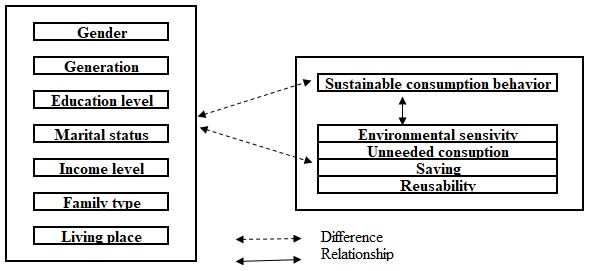 Gender
Generation
Education level
Marital status
Income level
Family type
Living place
Sustainable consumption behavior
Environmental sensivity
Unneeded consuption
Saving
Reusability
Difference
Relationship